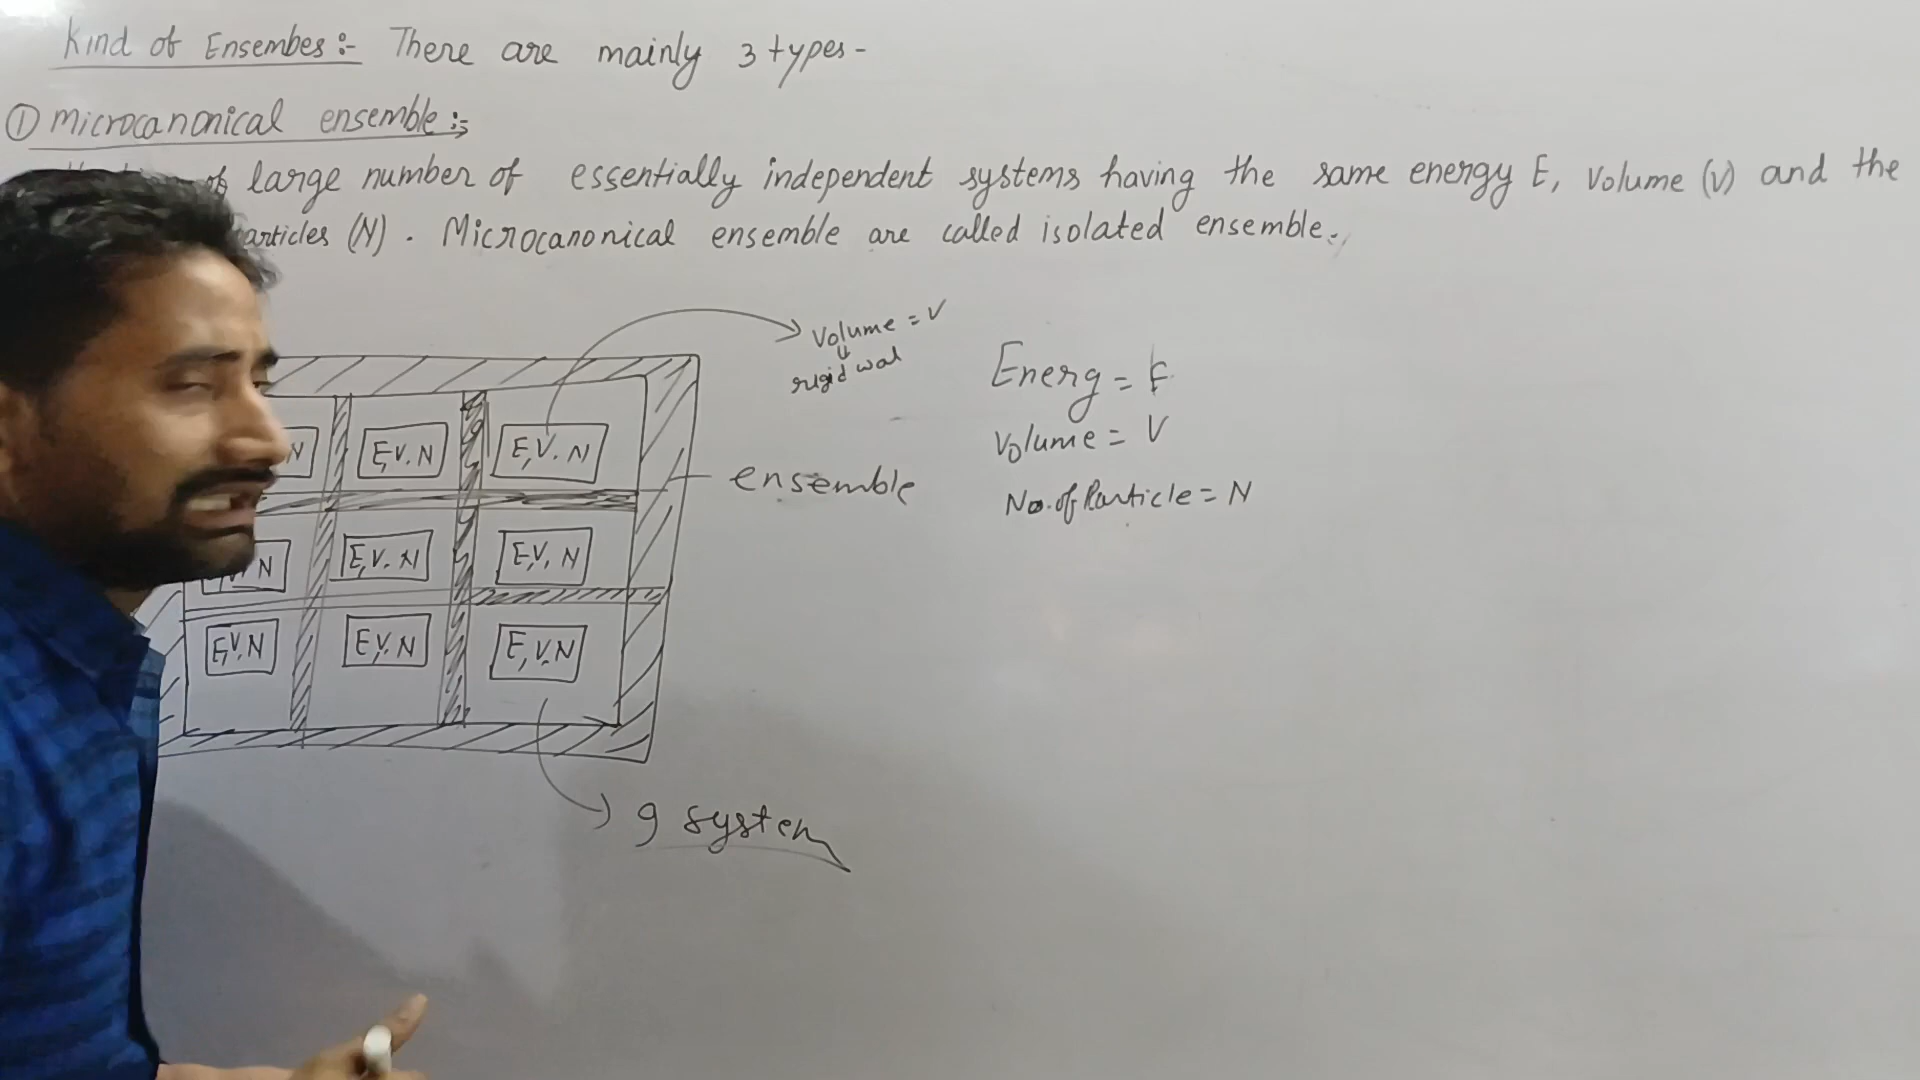 Kind of Ensembes :- There are mainly 3 types -
① Microcanonical ensemble :-
of large number of essentially independent systems having the same energy E, Volume (V) and the
articles (N). Microcanonical ensemble are called isolated ensemble.
Volume = V
rigid wal
Energ = E
Volume = V
No. of Particle = N
N
E,V.N
E,V.N
ensemble
N
E,V.N
E,V,N
E,V.N
E,V.N
E,V.N
9 system